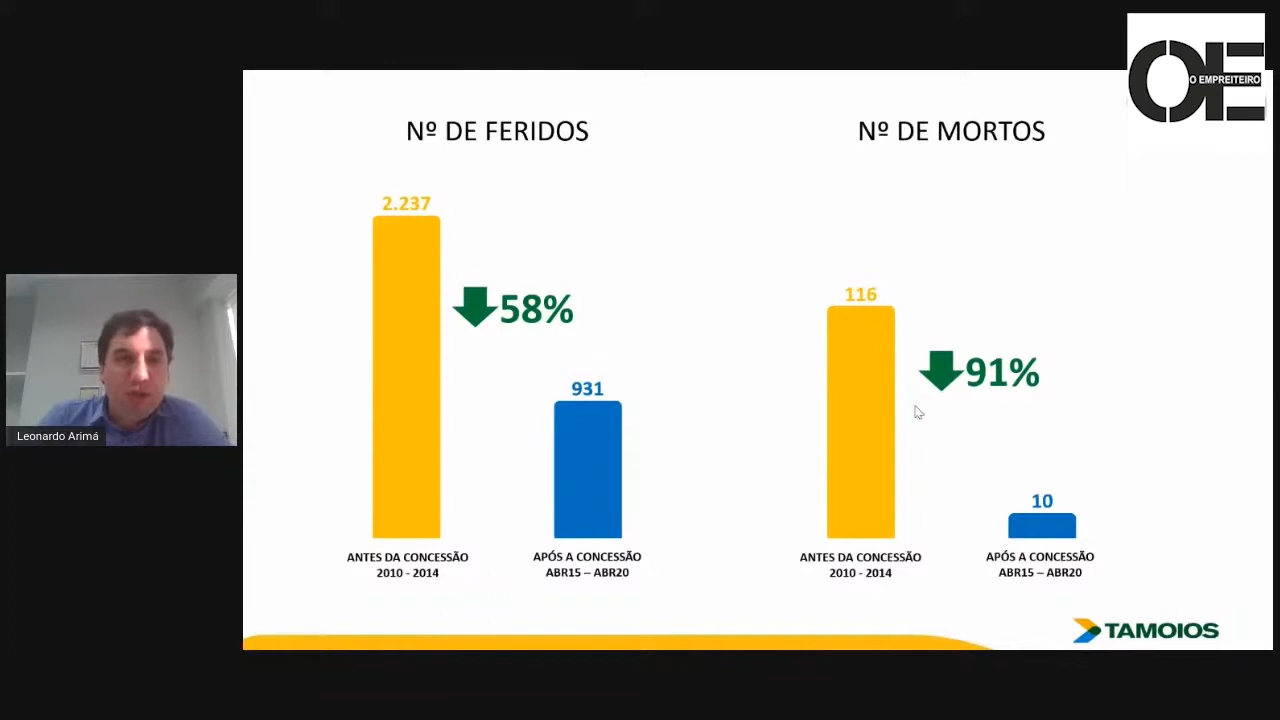 OE
O EMPREITEIRO
Nº DE FERIDOS
2.237
58%
931
ANTES DA CONCESSÃO
2010 - 2014
APÓS A CONCESSÃO
ABR15 – ABR20
Nº DE MORTOS
116
91%
10
ANTES DA CONCESSÃO
2010 - 2014
APÓS A CONCESSÃO
ABR15 – ABR20
TAMOIOS
Leonardo Arimá